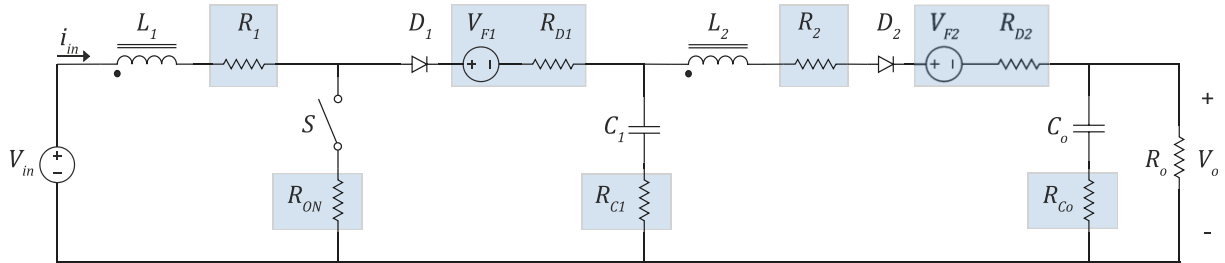 i_in
L_1
R_1
D_1
V_F1
R_D1
L_2
R_2
D_2
V_F2
R_D2
+ -
+ -
S
C_1
C_o
+
V_in
+
-
R_ON
R_C1
R_Co
R_o
V_o
-